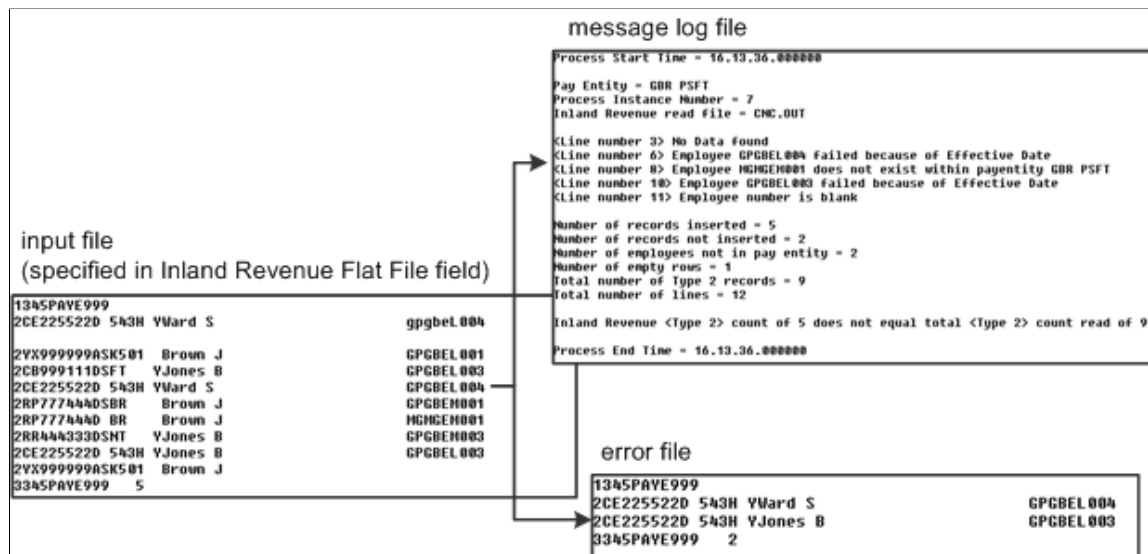 message log file
Process Start Time = 16.13.36.000000
Pay Entity = GBR PSFT
Process Instance Number = 7
Inland Revenue read file = CNC.OUT
<Line number 3> No Data found
<Line number 6> Employee GPGBEL004 failed because of Effective Date
<Line number 8> Employee MGMGEM001 does not exist within payentity GBR PSFT
<Line number 10> Employee GPGBEL003 failed because of Effective Date
<Line number 11> Employee number is blank
Number of records inserted = 5
Number of records not inserted = 2
Number of employees not in pay entity = 2
Number of empty rows = 1
Total number of Type 2 records = 9
Total number of lines = 12
Inland Revenue <Type 2> count of 5 does not equal total <Type 2> count read of 9
Process End Time = 16.13.36.000000
input file
(specified in Inland Revenue Flat File field)
1345PAYE999
2CE225522D 543H YWard S gpgbeL004
2YX999999ASK501 Brown J GPGBEL001
2CB999111DSFT YJones B GPGBEL003
2CE225522D 543H YWard S GPGBEL004
2RP777444DSBR Brown J GPGBEM001
2RP777444D BR Brown J MGMGEM001
2RR444333DSNT YJones B GPGBEM003
2CE225522D 543H YJones B GPGBEL003
2YX999999ASK501 Brown J
3345PAYE999 5
error file
1345PAYE999
2CE225522D 543H YWard S GPGBEL004
2CE225522D 543H YJones B GPGBEL003
3345PAYE999 2